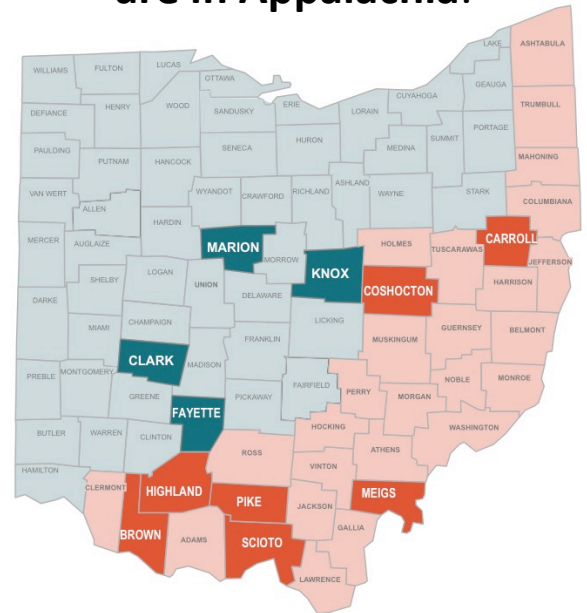 are in Appalachia.
LAKE
ASHTABULA
WILLIAMS
FULTON
LUCAS
OTTAWA
CUYAHOGA
GEAUGA
TRUMBULL
DEFIANCE
HENRY
WOOD
SANDUSKY
ERIE
LORAIN
PORTAGE
SUMMIT
MEDINA
HURON
SENECA
PAULDING
PUTNAM
HANCOCK
MAHONING
VAN WERT
ALLEN
WYANDOT
CRAWFORD
RICHLAND
ASHLAND
WAYNE
STARK
COLUMBIANA
HARDIN
MERCER
AUGLAIZE
MARION
MORROW
KNOX
HOLMES
TUSCARAWAS
CARROLL
JEFFERSON
LOGAN
UNION
SHELBY
DELAWARE
COSHOCTON
HARRISON
DARKE
MIAMI
CHAMPAIGN
FRANKLIN
LICKING
MUSKINGUM
GUERNSEY
BELMONT
CLARK
MADISON
PREBLE
MONTGOMERY
GREENE
FAYETTE
PICKAWAY
FAIRFIELD
PERRY
MORGAN
NOBLE
MONROE
BUTLER
WARREN
CLINTON
HOCKING
WASHINGTON
ROSS
ATHENS
HAMILTON
CLERMONT
HIGHLAND
PIKE
VINTON
MEIGS
JACKSON
GALLIA
BROWN
ADAMS
SCIOTO
LAWRENCE